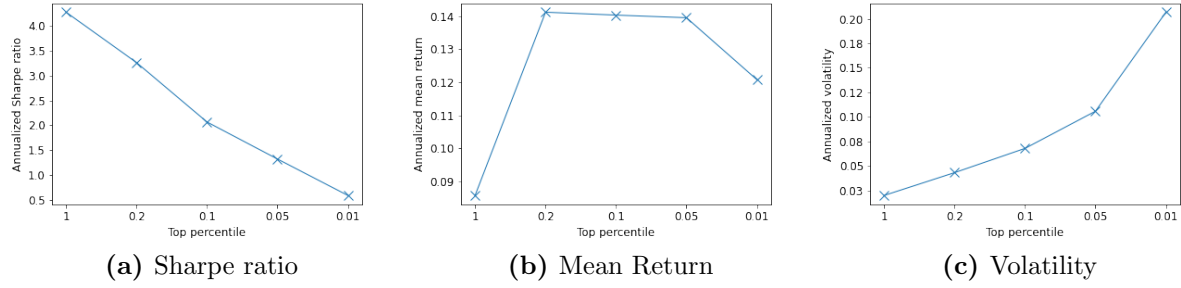 Annualized Sharpe ratio
4.0
3.5
3.0
2.5
2.0
1.5
1.0
0.5
1 0.2 0.1 0.05 0.01
Top percentile
(a) Sharpe ratio
Annualized mean return
0.14
0.13
0.12
0.11
0.10
0.09
1 0.2 0.1 0.05 0.01
Top percentile
(b) Mean Return
Annualized volatility
0.20
0.18
0.15
0.12
0.10
0.08
0.05
0.03
1 0.2 0.1 0.05 0.01
Top percentile
(c) Volatility